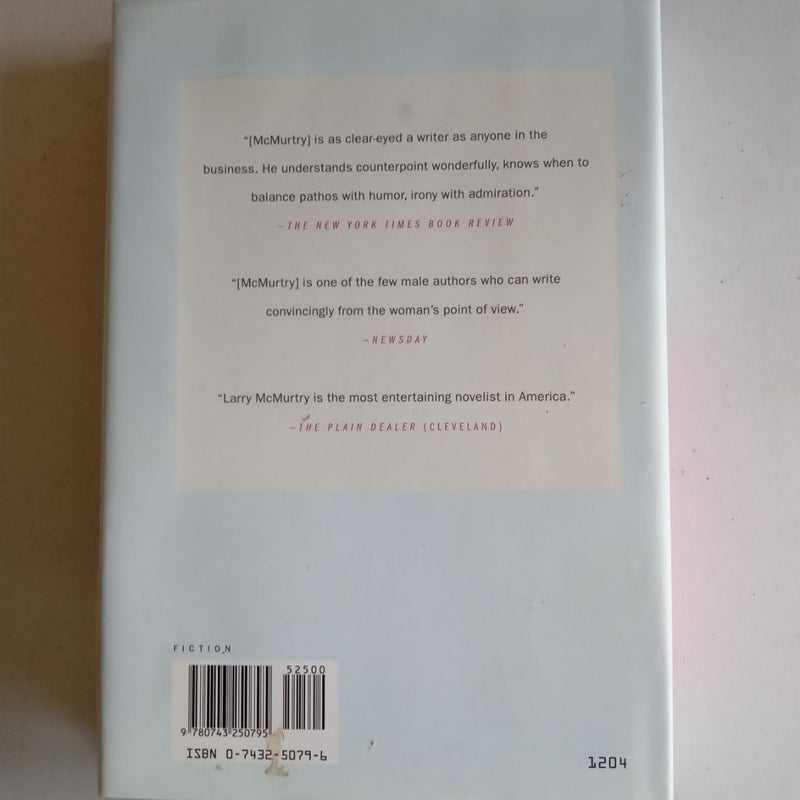 “[McMurtry] is as clear-eyed a writer as anyone in the
business. He understands counterpoint wonderfully, knows when to
balance pathos with humor, irony with admiration.”
–THE NEW YORK TIMES BOOK REVIEW
“[McMurtry] is one of the few male authors who can write
convincingly from the woman’s point of view.”
–NEWSDAY
“Larry McMurtry is the most entertaining novelist in America.”
–THE PLAIN DEALER (CLEVELAND)
FICTION
52500
9 780743 250795
ISBN 0-7432-5079-6
1204